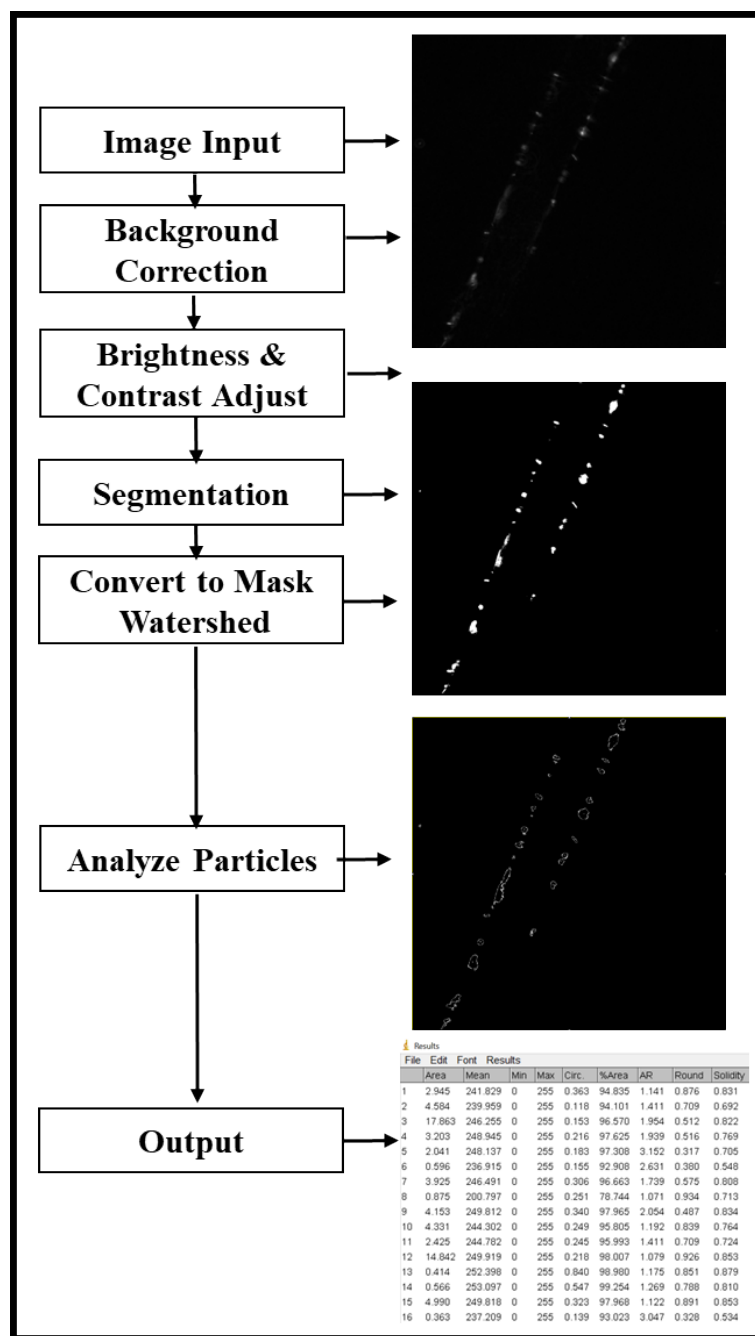 Image Input
Background
Correction
Brightness &
Contrast Adjust
Segmentation
Convert to Mask
Watershed
Analyze Particles
Output
Results
File Edit Font Results
Area Mean Min Max Circ. %Area AR Round Solidity
1 2.945 241.829 0 255 0.363 94.835 1.141 0.876 0.831
2 4.584 239.959 0 255 0.118 94.101 1.411 0.709 0.692
3 17.863 246.255 0 255 0.153 96.570 1.954 0.512 0.822
4 3.203 248.945 0 255 0.216 97.625 1.939 0.516 0.769
5 2.041 248.137 0 255 0.183 97.308 3.152 0.317 0.705
6 0.596 236.915 0 255 0.155 92.908 2.631 0.380 0.548
7 3.925 246.491 0 255 0.306 96.663 1.739 0.575 0.808
8 0.875 200.797 0 255 0.251 78.744 1.071 0.934 0.713
9 4.153 249.812 0 255 0.340 97.965 2.054 0.487 0.834
10 4.331 244.302 0 255 0.249 95.805 1.192 0.839 0.764
11 2.425 244.782 0 255 0.245 95.993 1.411 0.709 0.724
12 14.842 249.919 0 255 0.218 98.007 1.079 0.926 0.853
13 0.414 252.398 0 255 0.840 98.980 1.175 0.851 0.879
14 0.566 253.097 0 255 0.547 99.254 1.269 0.788 0.810
15 4.990 249.818 0 255 0.323 97.968 1.122 0.891 0.853
16 0.363 237.209 0 255 0.139 93.023 3.047 0.328 0.534